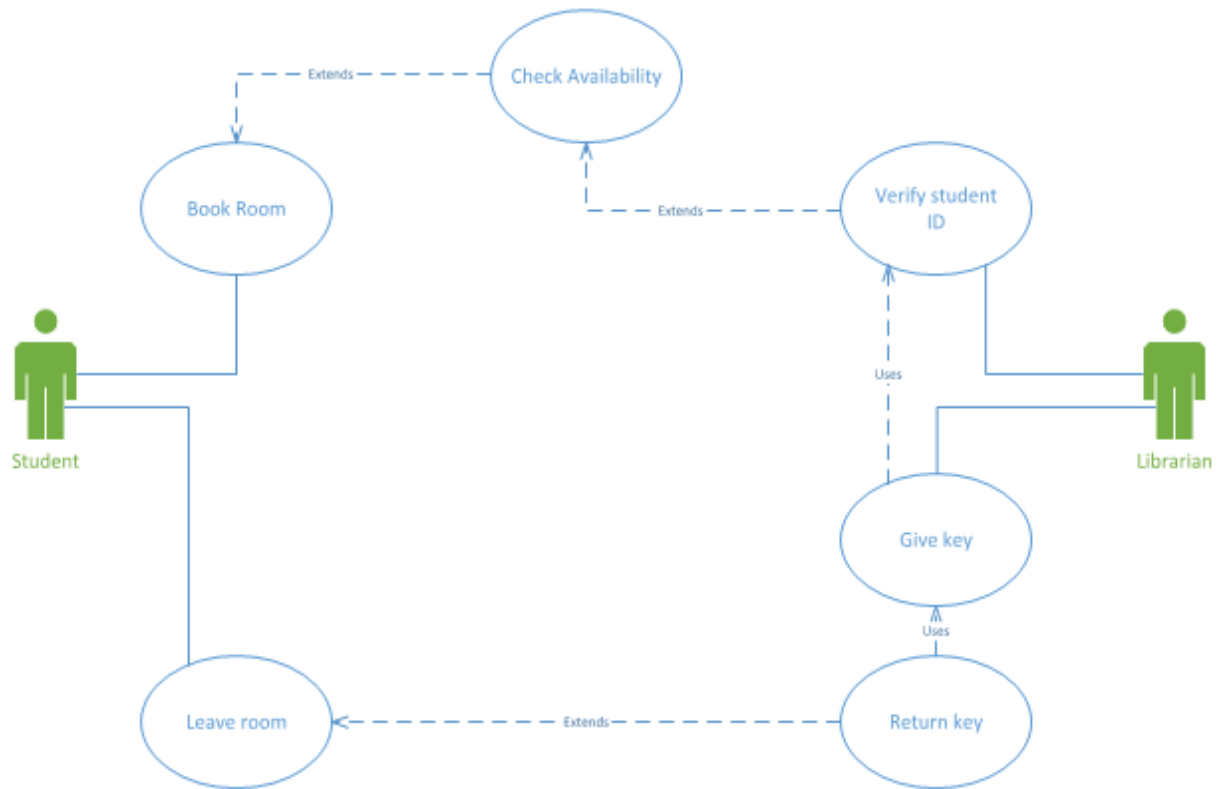 Check Availability
Extends
Book Room
Verify student
ID
Extends
Uses
Student
Librarian
Give key
Uses
Leave room
Extends
Return key